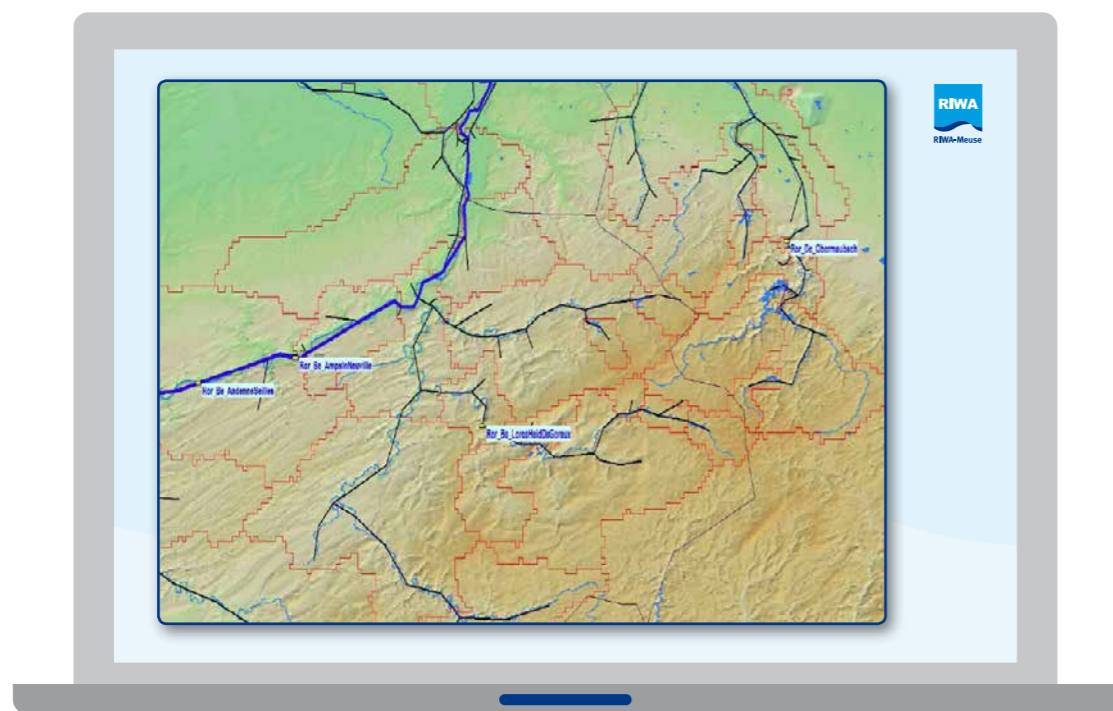 RIWA
RIWA-Meuse
Ror_De_Obermaubach
Ror_Be_AmpsinNeuville
Ror_Be_AndenneSeilles
Ror_Be_LorceHeidDeGoreux